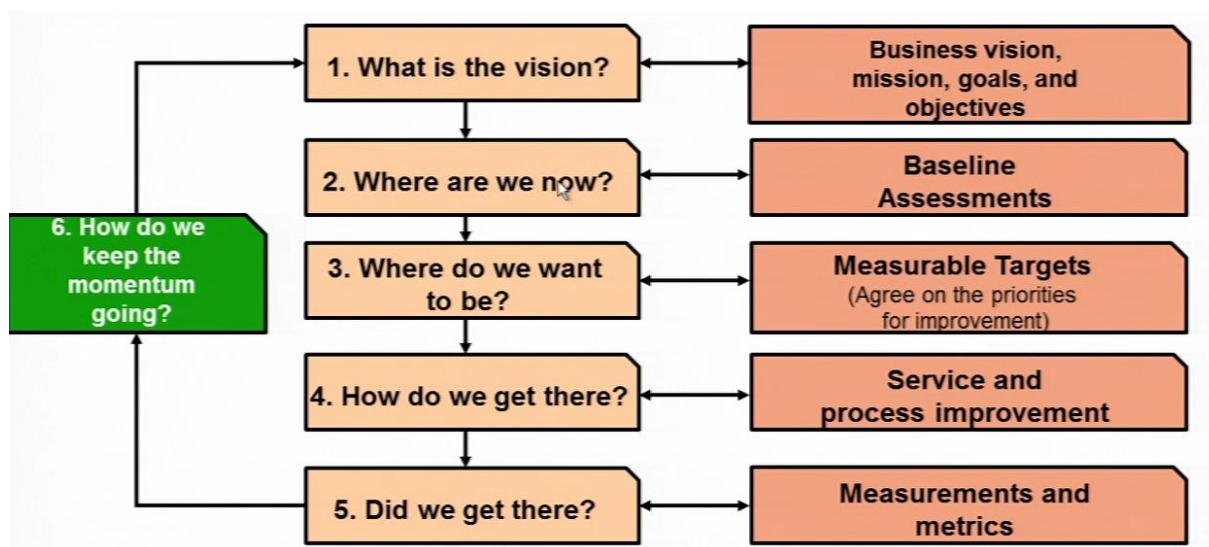 1. What is the vision?
Business vision,
mission, goals, and
objectives
2. Where are we now?
Baseline
Assessments
3. Where do we want
to be?
Measurable Targets
(Agree on the priorities
for improvement)
4. How do we get there?
Service and
process improvement
5. Did we get there?
Measurements and
metrics
6. How do we
keep the
momentum
going?